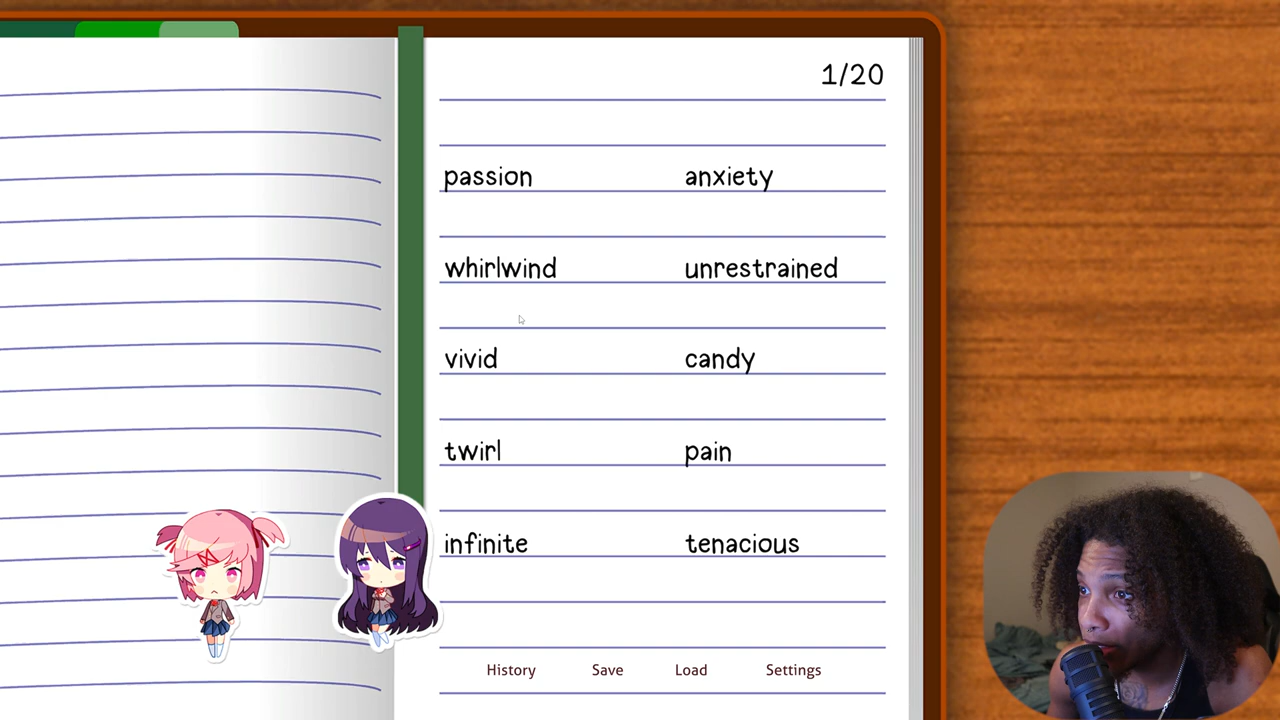 1/20
passion anxiety
whirlwind unrestrained
vivid candy
twirl pain
infinite tenacious
History Save Load Settings